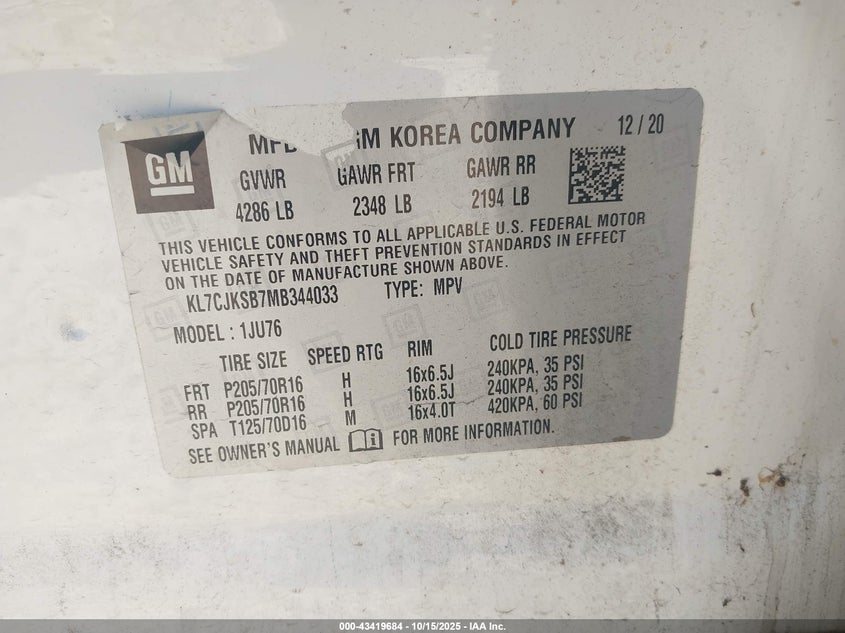 GM
MFD GM KOREA COMPANY 12 / 20
GVWR GAWR FRT GAWR RR
4286 LB 2348 LB 2194 LB
THIS VEHICLE CONFORMS TO ALL APPLICABLE U.S. FEDERAL MOTOR
VEHICLE SAFETY AND THEFT PREVENTION STANDARDS IN EFFECT
ON THE DATE OF MANUFACTURE SHOWN ABOVE.
KL7CJKSB7MB344033 TYPE: MPV
MODEL : 1JU76
TIRE SIZE SPEED RTG RIM COLD TIRE PRESSURE
FRT P205/70R16 H 16x6.5J 240KPA, 35 PSI
RR P205/70R16 H 16x6.5J 240KPA, 35 PSI
SPA T125/70D16 M 16x4.0T 420KPA, 60 PSI
SEE OWNER'S MANUAL FOR MORE INFORMATION.
000-43419684 - 10/15/2025 - IAA Inc.